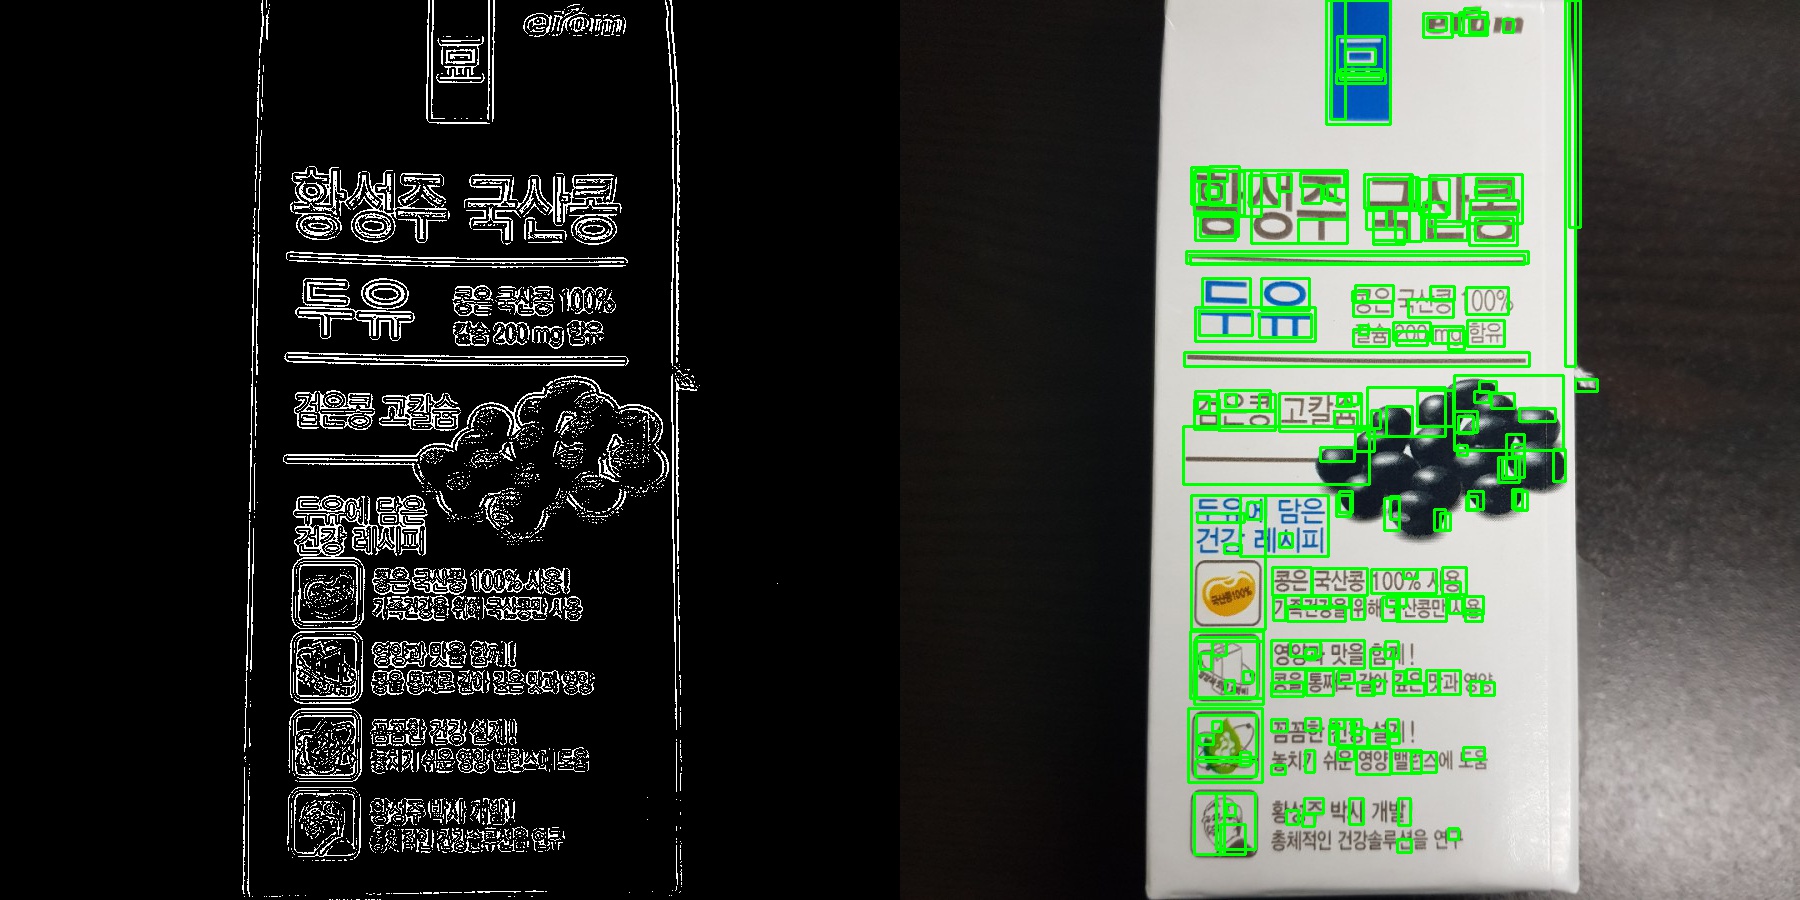 erom
황성주 국산콩
두유
콩은 국산콩 100%
칼슘 200 mg 함유
검은콩 고칼슘
두유에 담은
건강 레시피
콩은 국산콩 100% 사용!
가족건강을 위해 국산콩만 사용
영양과 맛을 함께!
콩을 통째로 갈아 깊은 맛과 영양
꼼꼼한 건강 설계!
놓치기 쉬운 영양 밸런스에 도움
황성주 박사 개발!
총체적인 건강솔루션을 연구
erom
황성주 국산콩
두유
콩은 국산콩 100%
칼슘 200 mg 함유
검은콩 고칼슘
두유에 담은
건강 레시피
국산콩100%
콩은 국산콩 100% 사용
가족건강을 위해 국산콩만 사용
영양과 맛을 함께!
콩을 통째로 갈아 깊은 맛과 영양
꼼꼼한 건강 설계!
놓치기 쉬운 영양 밸런스에 도움
황성주 박사 개발
총체적인 건강솔루션을 연구